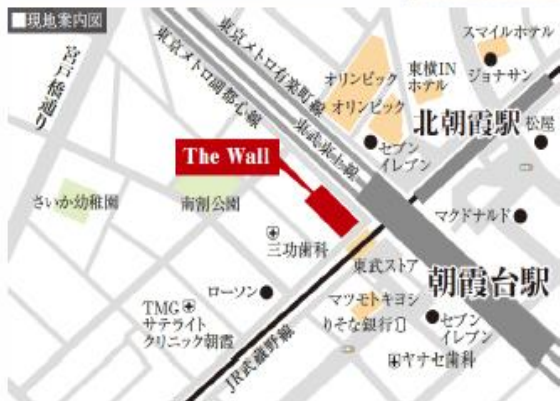 ■現地案内図
スマイルホテル
宮戸橋通り
東京メトロ有楽町線
東京メトロ副都心線
東武東上線
オリンピック
オリンピック
東横IN
ホテル
ジョナサン
北朝霞駅
松屋
セブン
イレブン
The Wall
さいか幼稚園
南割公園
マクドナルド
三功歯科
東武ストア
朝霞台駅
ローソン
マツモトキヨシ
TMG
サテライト
クリニック朝霞
りそな銀行
セブン
イレブン
JR武蔵野線
ヤナセ歯科